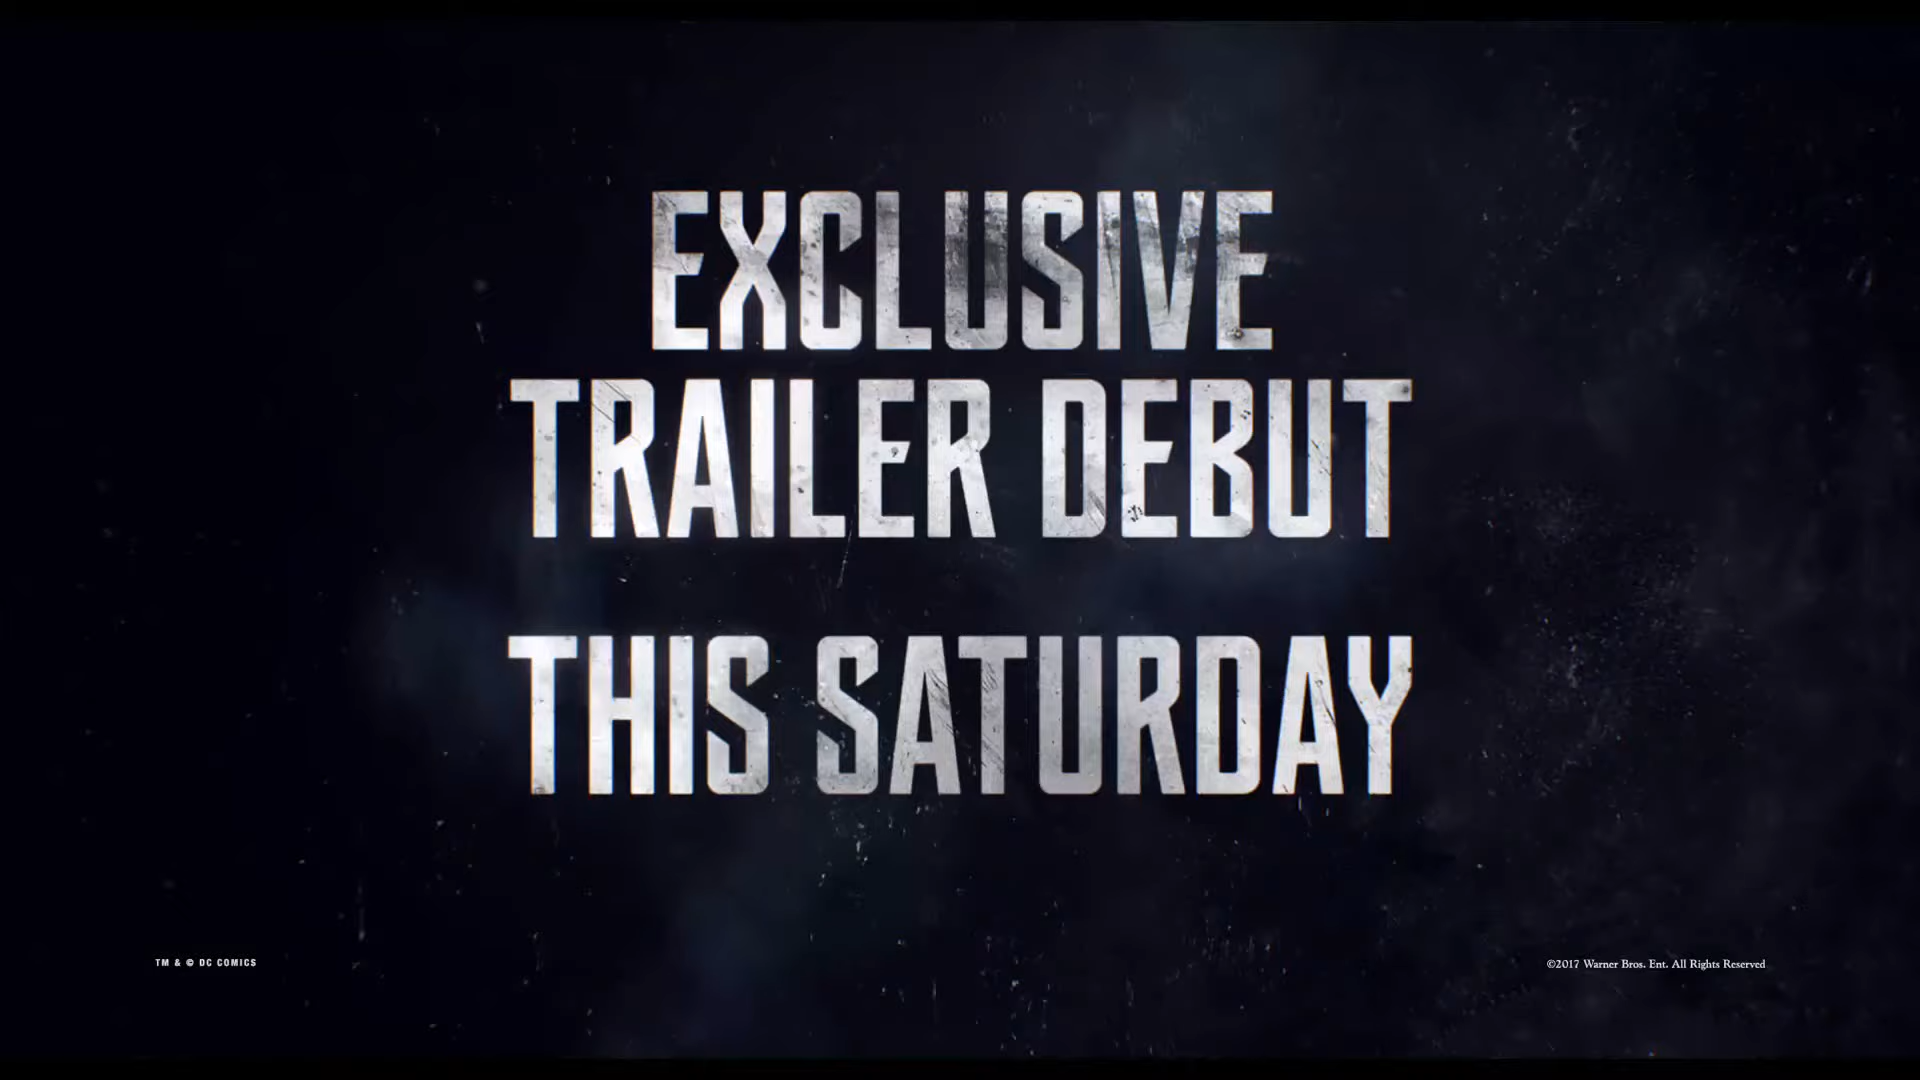 EXCLUSIVE
TRAILER DEBUT
THIS SATURDAY
TM & © DC COMICS
©2017 Warner Bros. Ent. All Rights Reserved